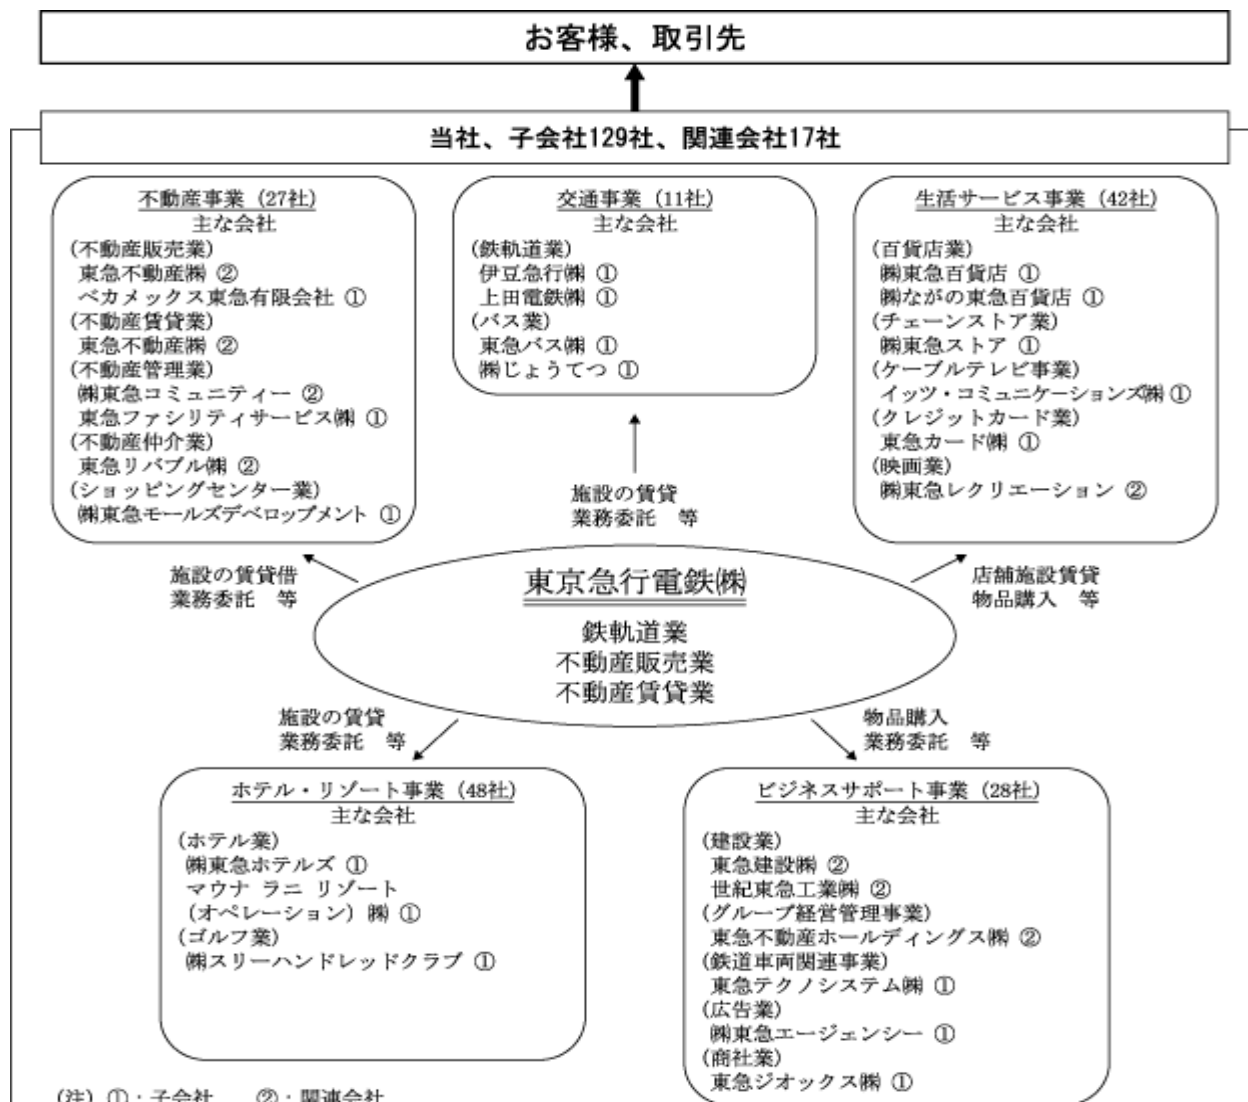 お客様、取引先
当社、子会社129社、関連会社17社
不動産事業（27社）
主な会社
(不動産販売業)
東急不動産㈱ ②
ベカメックス東急有限会社 ①
(不動産賃貸業)
東急不動産㈱ ②
(不動産管理業)
㈱東急コミュニティー ②
東急ファシリティサービス㈱ ①
(不動産仲介業)
東急リバブル㈱ ②
(ショッピングセンター業)
㈱東急モールズデベロップメント ①
交通事業（11社）
主な会社
(鉄軌道業)
伊豆急行㈱ ①
上田電鉄㈱ ①
(バス業)
東急バス㈱ ①
㈱じょうてつ ①
生活サービス事業（42社）
主な会社
(百貨店業)
㈱東急百貨店 ①
㈱ながの東急百貨店 ①
(チェーンストア業)
㈱東急ストア ①
(ケーブルテレビ事業)
イッツ・コミュニケーションズ㈱ ①
(クレジットカード業)
東急カード㈱ ①
(映画業)
㈱東急レクリエーション ②
施設の賃貸
業務委託 等
施設の賃貸借
業務委託 等
店舗施設賃貸
物品購入 等
東京急行電鉄㈱
鉄軌道業
不動産販売業
不動産賃貸業
施設の賃貸
業務委託 等
物品購入
業務委託 等
ホテル・リゾート事業（48社）
主な会社
(ホテル業)
㈱東急ホテルズ ①
マウナ ラニ リゾート
（オペレーション）㈱ ①
(ゴルフ業)
㈱スリーハンドレッドクラブ ①
ビジネスサポート事業（28社）
主な会社
(建設業)
東急建設㈱ ②
世紀東急工業㈱ ②
(グループ経営管理事業)
東急不動産ホールディングス㈱ ②
(鉄道車両関連事業)
東急テクノシステム㈱ ①
(広告業)
㈱東急エージェンシー ①
(商社業)
東急ジオックス㈱ ①
(注) ①：子会社 ②：関連会社